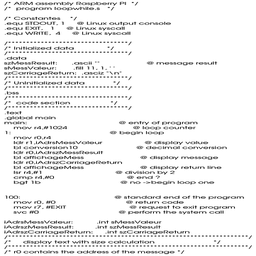 /* ARM assembly Raspberry PI */
/* program loopwhile.s */
/* Constantes */
.equ STDOUT, 1 @ Linux output console
.equ EXIT, 1 @ Linux syscall
.equ WRITE, 4 @ Linux syscall
/*********************************/
/* Initialized data */
/*********************************/
.data
szMessResult: .ascii "" @ message result
sMessValeur: .fill 11, 1, ' '
szCarriageReturn: .asciz "\n"
/*********************************/
/* UnInitialized data */
/*********************************/
.bss
/*********************************/
/* code section */
/*********************************/
.text
.global main
main: @ entry of program
mov r4,#1024 @ loop counter
1: @ begin loop
mov r0,r4
ldr r1,iAdrsMessValeur @ display value
bl conversion10 @ decimal conversion
ldr r0,iAdrszMessResult
bl affichageMess @ display message
ldr r0,iAdrszCarriageReturn
bl affichageMess @ display return line
lsr r4,#1 @ division by 2
cmp r4,#0 @ end ?
bgt 1b @ no ->begin loop one
100: @ standard end of the program
mov r0, #0 @ return code
mov r7, #EXIT @ request to exit program
svc #0 @ perform the system call
iAdrsMessValeur: .int sMessValeur
iAdrszMessResult: .int szMessResult
iAdrszCarriageReturn: .int szCarriageReturn
/******************************************************************/
/* display text with size calculation */
/******************************************************************/
/* r0 contains the address of the message */